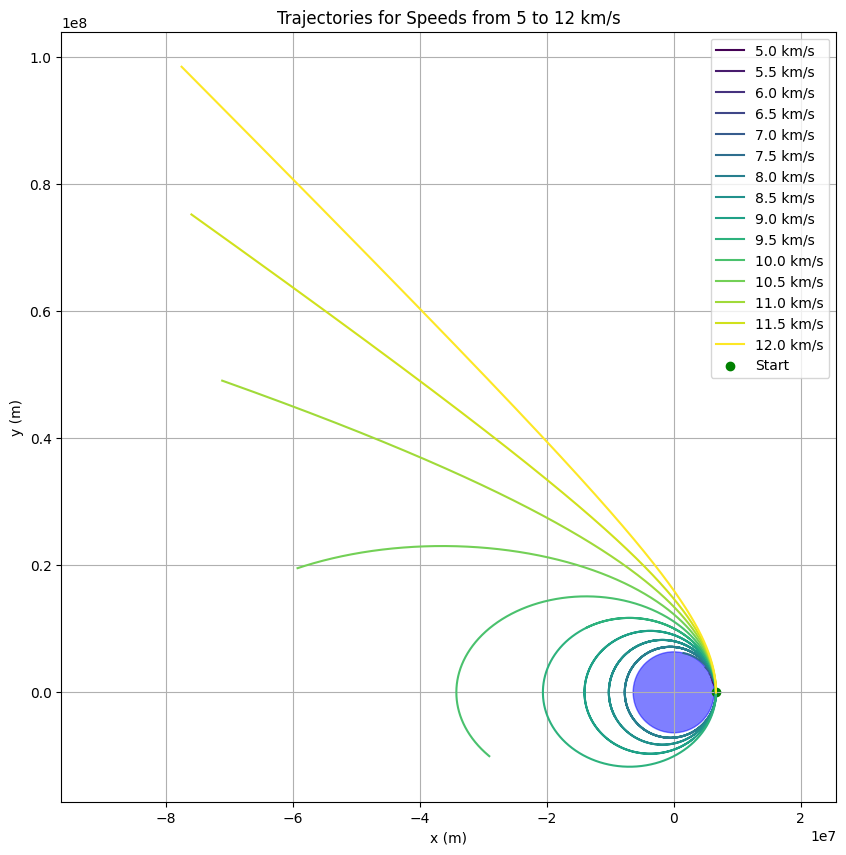 Trajectories for Speeds from 5 to 12 km/s
1e8
5.0 km/s
5.5 km/s
6.0 km/s
6.5 km/s
7.0 km/s
7.5 km/s
8.0 km/s
8.5 km/s
9.0 km/s
9.5 km/s
10.0 km/s
10.5 km/s
11.0 km/s
11.5 km/s
12.0 km/s
Start
1.0
0.8
0.6
0.4
0.2
0.0
y (m)
−8
−6
−4
−2
0
2
x (m)
1e7